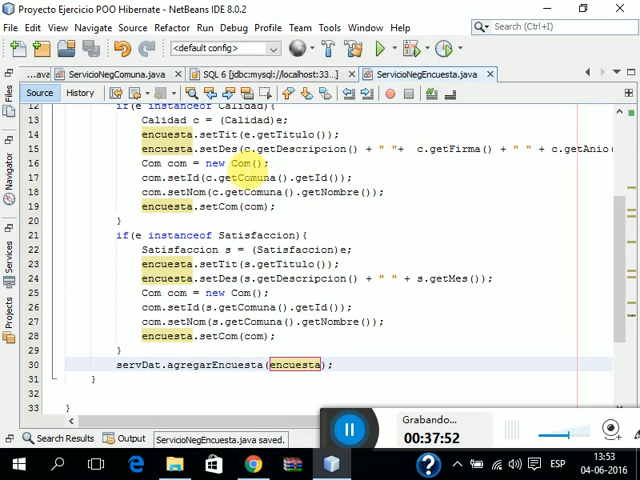 Proyecto Ejercicio POO Hibernate - NetBeans IDE 8.0.2
File Edit View Navigate Source Refactor Run Debug Profile Team Tools Window Help
Search (Ctrl+I)
<default config>
...ava ServicioNegComuna.java SQL 6 [jdbc:mysql://localhost:33...] ServicioNegEncuesta.java
Source History
Files
Navigator
Services
Projects
12 if(e instanceof Calidad){
13 Calidad c = (Calidad)e;
14 encuesta.setTit(e.getTitulo());
15 encuesta.setDes(c.getDescripcion() + " "+ c.getFirma() + " " + c.getAnio
16 Com com = new Com();
17 com.setId(c.getComuna().getId());
18 com.setNom(c.getComuna().getNombre());
19 encuesta.setCom(com);
20 }
21 if(e instanceof Satisfaccion){
22 Satisfaccion s = (Satisfaccion)e;
23 encuesta.setTit(s.getTitulo());
24 encuesta.setDes(s.getDescripcion() + " " + s.getMes());
25 Com com = new Com();
26 com.setId(s.getComuna().getId());
27 com.setNom(s.getComuna().getNombre());
28 encuesta.setCom(com);
29 }
30 servDat.agregarEncuesta(encuesta);
31 }
32
33 }
Grabando...
00:37:52
Search Results Output ServicioNegEncuesta.java saved.
ESP
13:53
04-06-2016